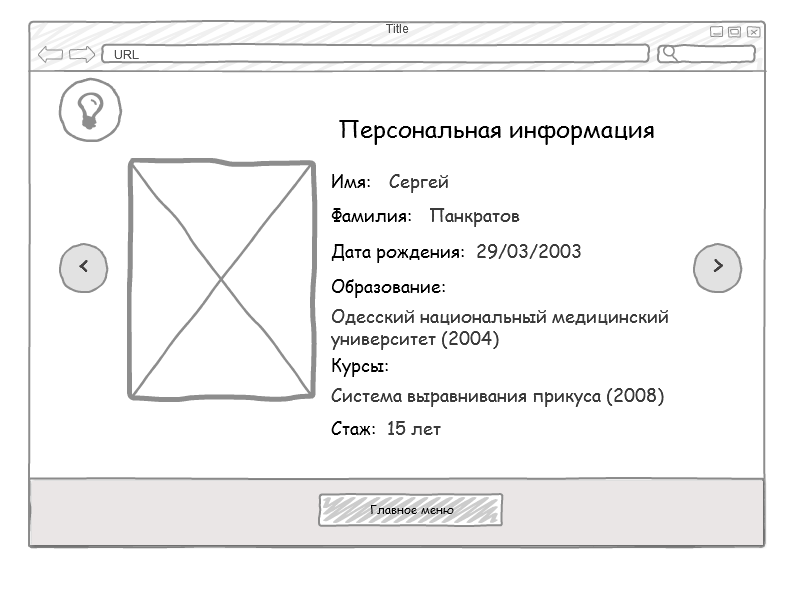 Title
URL
Персональная информация
Имя: Сергей
Фамилия: Панкратов
Дата рождения: 29/03/2003
Образование:
Одесский национальный медицинский
университет (2004)
Курсы:
Система выравнивания прикуса (2008)
Стаж: 15 лет
Главное меню